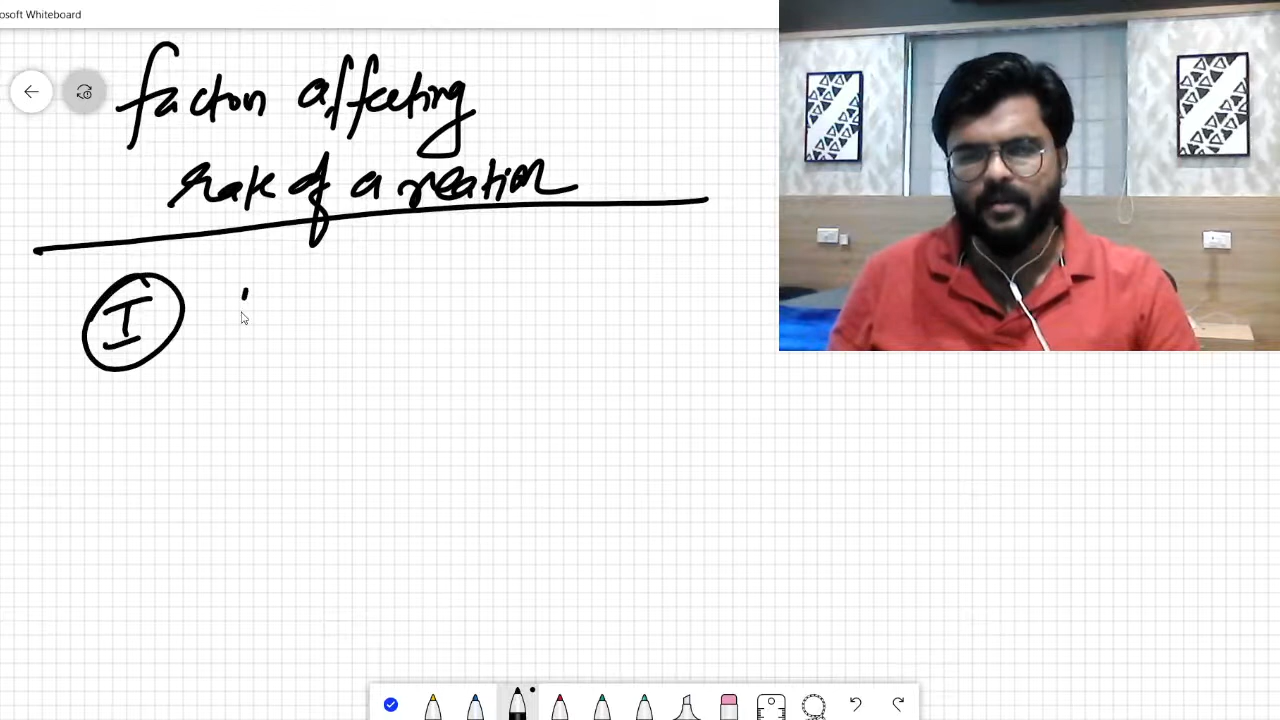 osoft Whiteboard
factors affecting
rate of a reaction
I